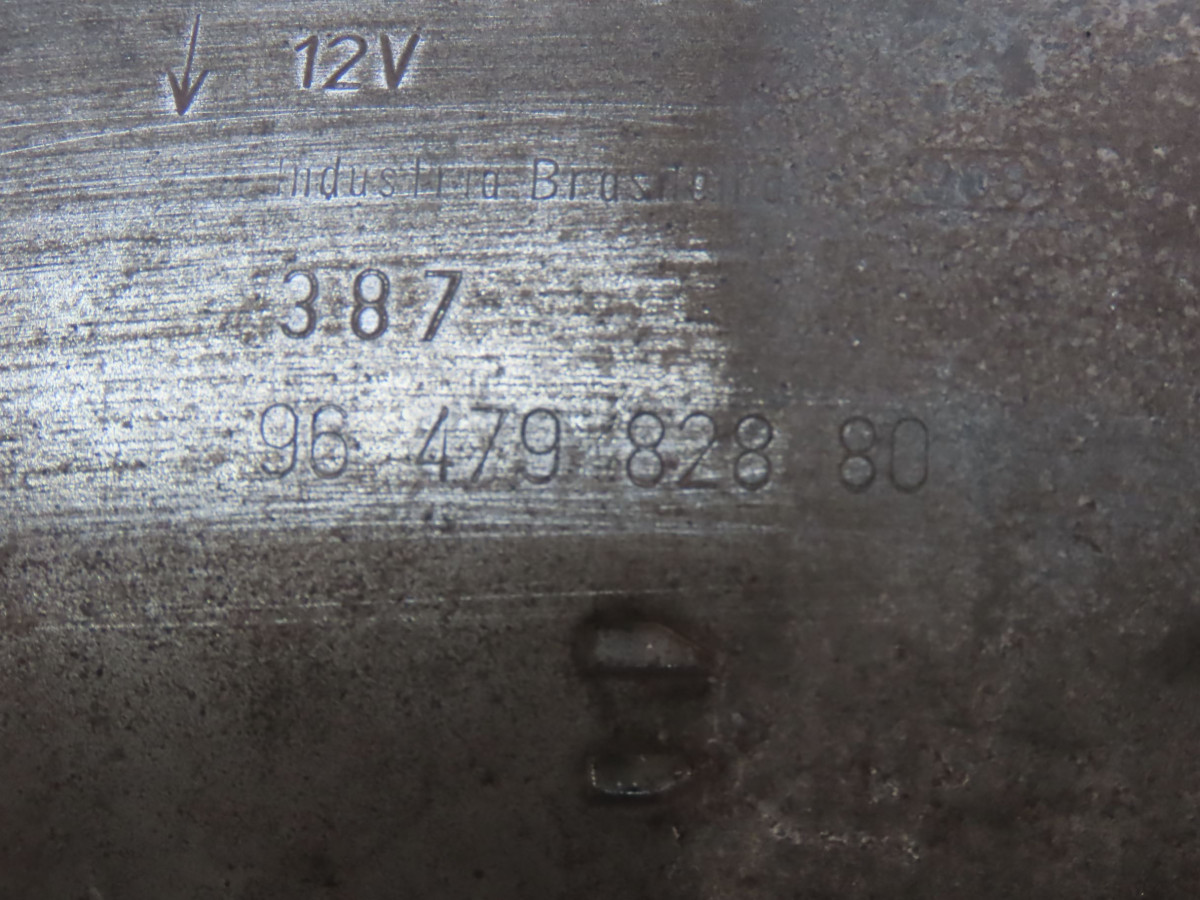 12V
Industria Brasileira
387
96 479 828 80